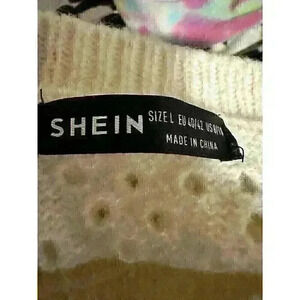 SHEIN
SIZE L EU 40/42 US 8/10
MADE IN CHINA